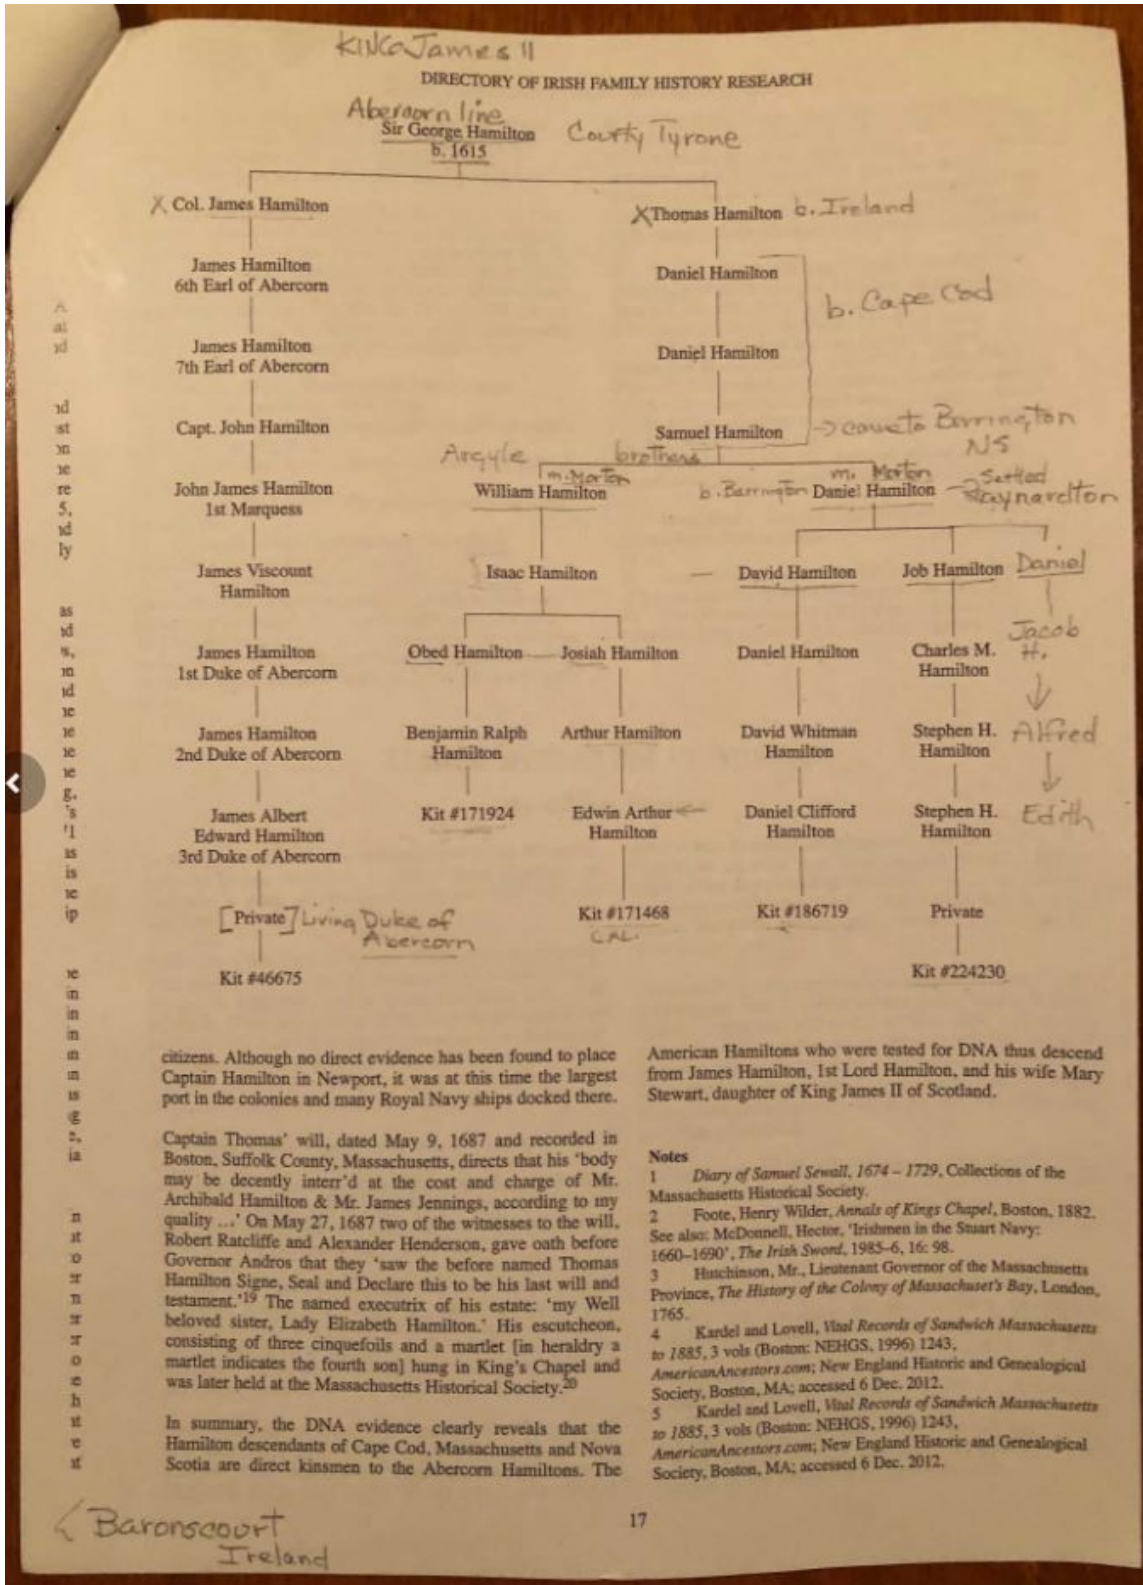 KING James II
DIRECTORY OF IRISH FAMILY HISTORY RESEARCH
Abercorn line
Sir George Hamilton County Tyrone
b. 1615
X Col. James Hamilton
X Thomas Hamilton b. Ireland
James Hamilton
6th Earl of Abercorn
Daniel Hamilton
b. Cape Cod
James Hamilton
7th Earl of Abercorn
Daniel Hamilton
Capt. John Hamilton
Samuel Hamilton -> came to Barrington
NS
Argyle brothers
m. Morton m. Morton
John James Hamilton
1st Marquess
William Hamilton
b. Barrington Daniel Hamilton
Settled
James Viscount
Hamilton
Isaac Hamilton
David Hamilton
Job Hamilton
Daniel
Jacob
H.
James Hamilton
1st Duke of Abercorn
Obed Hamilton
Josiah Hamilton
Daniel Hamilton
Charles M.
Hamilton
James Hamilton
2nd Duke of Abercorn
Benjamin Ralph
Hamilton
Arthur Hamilton
David Whitman
Hamilton
Stephen H.
Hamilton
Alfred
James Albert
Edward Hamilton
3rd Duke of Abercorn
Kit #171924
Edwin Arthur
Hamilton
Daniel Clifford
Hamilton
Stephen H.
Hamilton
Edith
[Private] Living Duke of
Abercorn
Kit #171468
CAL.
Kit #186719
Private
Kit #46675
Kit #224230
citizens. Although no direct evidence has been found to place
Captain Hamilton in Newport, it was at this time the largest
port in the colonies and many Royal Navy ships docked there.
Captain Thomas' will, dated May 9, 1687 and recorded in
Boston, Suffolk County, Massachusetts, directs that his 'body
may be decently interr'd at the cost and charge of Mr.
Archibald Hamilton & Mr. James Jennings, according to my
quality ...' On May 27, 1687 two of the witnesses to the will,
Robert Ratcliffe and Alexander Henderson, gave oath before
Governor Andros that they 'saw the before named Thomas
Hamilton Signe, Seal and Declare this to be his last will and
testament.'19 The named executrix of his estate: 'my Well
beloved sister, Lady Elizabeth Hamilton.' His escutcheon,
consisting of three cinquefoils and a martlet [in heraldry a
martlet indicates the fourth son] hung in King's Chapel and
was later held at the Massachusetts Historical Society.20
In summary, the DNA evidence clearly reveals that the
Hamilton descendants of Cape Cod, Massachusetts and Nova
Scotia are direct kinsmen to the Abercorn Hamiltons. The
American Hamiltons who were tested for DNA thus descend
from James Hamilton, 1st Lord Hamilton, and his wife Mary
Stewart, daughter of King James II of Scotland.
Notes
1 Diary of Samuel Sewall, 1674 – 1729, Collections of the
Massachusetts Historical Society.
2 Foote, Henry Wilder, Annals of Kings Chapel, Boston, 1882.
See also: McDonnell, Hector, 'Irishmen in the Stuart Navy:
1660–1690', The Irish Sword, 1985–6, 16: 98.
3 Hutchinson, Mr., Lieutenant Governor of the Massachusetts
Province, The History of the Colony of Massachuset's Bay, London,
1765.
4 Kardel and Lovell, Vital Records of Sandwich Massachusetts
to 1885, 3 vols (Boston: NEHGS, 1996) 1243,
AmericanAncestors.com; New England Historic and Genealogical
Society, Boston, MA; accessed 6 Dec. 2012.
5 Kardel and Lovell, Vital Records of Sandwich Massachusetts
to 1885, 3 vols (Boston: NEHGS, 1996) 1243,
AmericanAncestors.com; New England Historic and Genealogical
Society, Boston, MA; accessed 6 Dec. 2012.
17
Baronscourt
Ireland